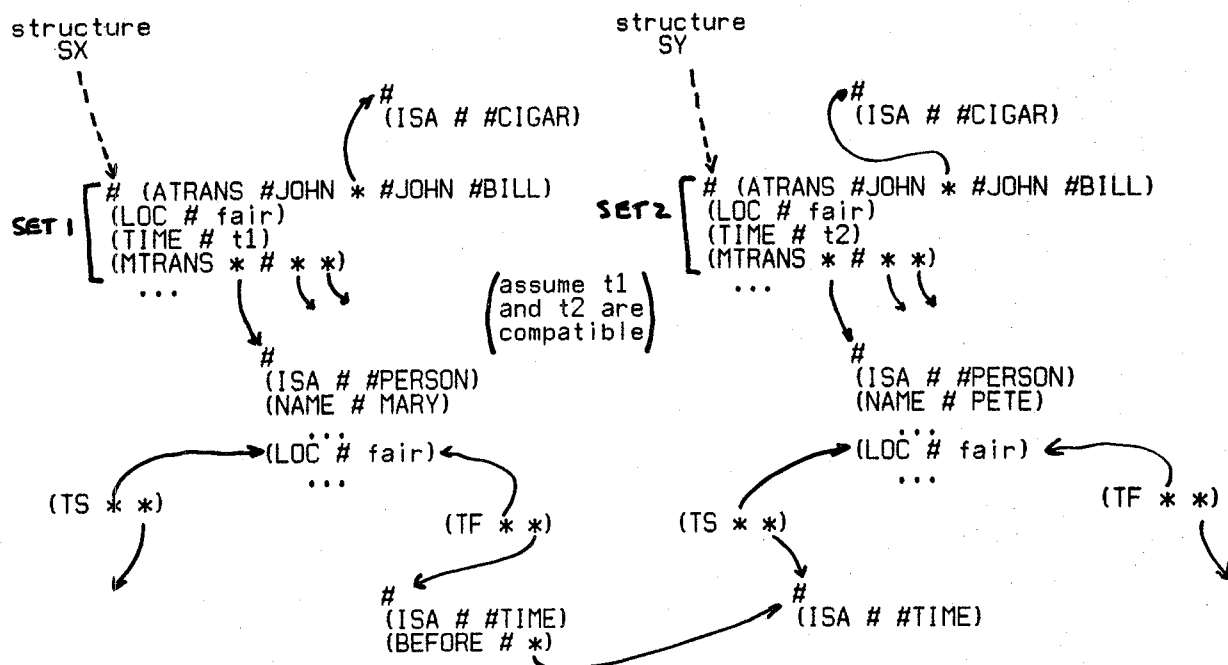 structure
SX
#
(ISA # #CIGAR)
# (ATRANS #JOHN * #JOHN #BILL)
SET 1
(LOC # fair)
(TIME # t1)
(MTRANS * # * *)
...
#
(ISA # #PERSON)
(NAME # MARY)
...
(LOC # fair)
...
(TS * *)
(TF * *)
#
(ISA # #TIME)
(BEFORE # *)
(assume t1
and t2 are
compatible)
structure
SY
#
(ISA # #CIGAR)
# (ATRANS #JOHN * #JOHN #BILL)
SET 2
(LOC # fair)
(TIME # t2)
(MTRANS * # * *)
...
#
(ISA # #PERSON)
(NAME # PETE)
...
(LOC # fair)
...
(TS * *)
(TF * *)
#
(ISA # #TIME)